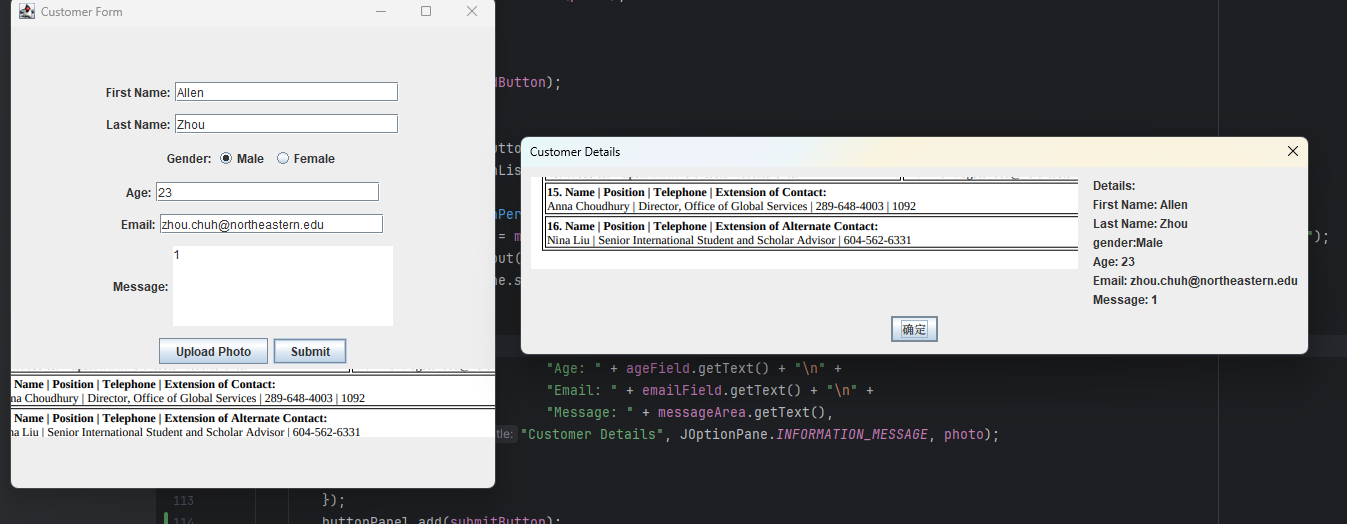 Customer Form
First Name: Allen
Last Name: Zhou
Gender: Male Female
Age: 23
Email: zhou.chuh@northeastern.edu
Message: 1
Upload Photo Submit
Name | Position | Telephone | Extension of Contact:
na Choudhury | Director, Office of Global Services | 289-648-4003 | 1092
Name | Position | Telephone | Extension of Alternate Contact:
na Liu | Senior International Student and Scholar Advisor | 604-562-6331
dButton);
Customer Details
15. Name | Position | Telephone | Extension of Contact:
Anna Choudhury | Director, Office of Global Services | 289-648-4003 | 1092
16. Name | Position | Telephone | Extension of Alternate Contact:
Nina Liu | Senior International Student and Scholar Advisor | 604-562-6331
Details:
First Name: Allen
Last Name: Zhou
gender:Male
Age: 23
Email: zhou.chuh@northeastern.edu
Message: 1
确定
");
"Age: " + ageField.getText() + "\n" +
"Email: " + emailField.getText() + "\n" +
"Message: " + messageArea.getText(),
title: "Customer Details", JOptionPane.INFORMATION_MESSAGE, photo);
113 });
114 buttonPanel.add(submitButton);